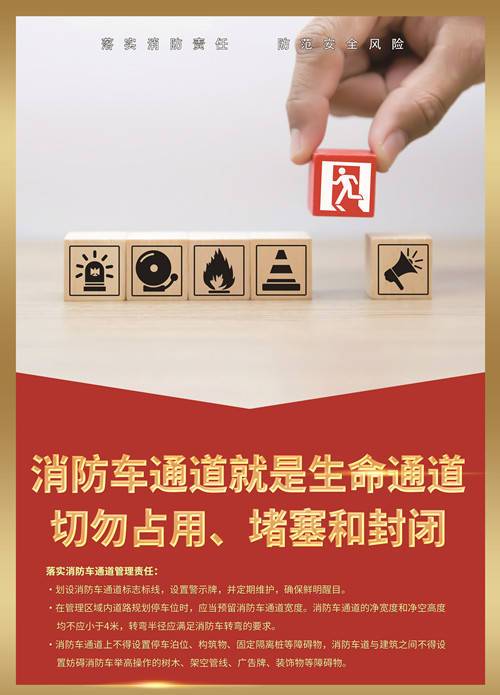 落实消防责任 防范安全风险
消防车通道就是生命通道
切勿占用、堵塞和封闭
落实消防车通道管理责任:
·划设消防车通道标志标线，设置警示牌，并定期维护，确保鲜明醒目。
·在管理区域内道路规划停车位时，应当预留消防车通道宽度。消防车通道的净宽度和净空高度
均不应小于4米，转弯半径应满足消防车转弯的要求。
·消防车通道上不得设置停车泊位、构筑物、固定隔离桩等障碍物，消防车道与建筑之间不得设
置妨碍消防车举高操作的树木、架空管线、广告牌、装饰物等障碍物。